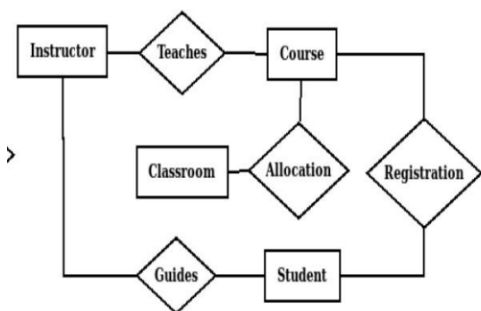 Instructor
Teaches
Course
Classroom
Allocation
Registration
Guides
Student